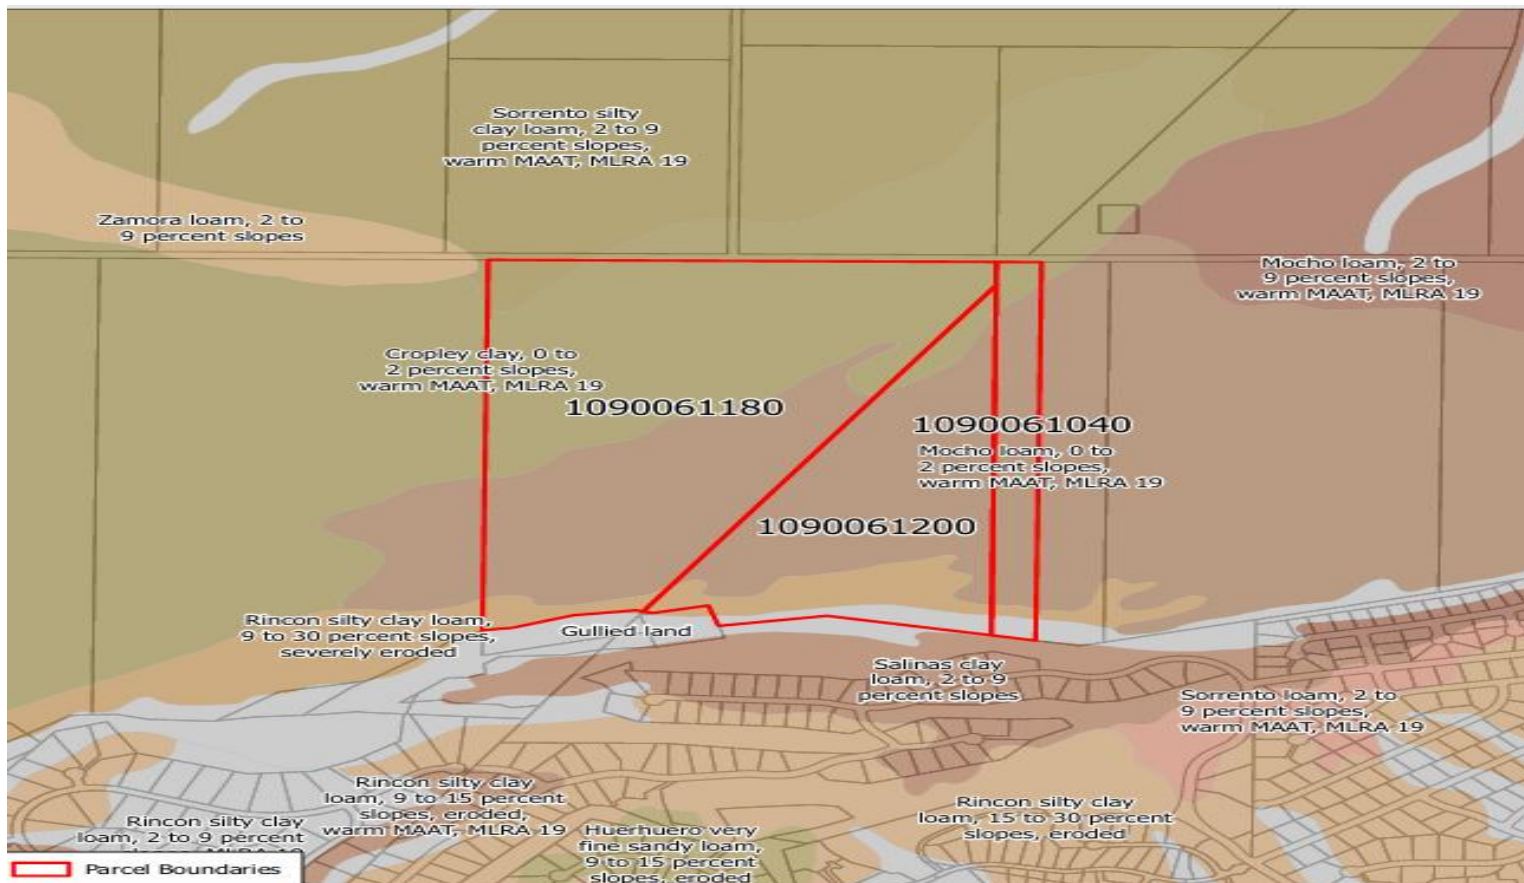 Sorrento silty
clay loam, 2 to 9
percent slopes,
warm MAAT, MLRA 19
Zamora loam, 2 to
9 percent slopes
Mocho loam, 2 to
9 percent slopes,
warm MAAT, MLRA 19
Cropley clay, 0 to
2 percent slopes,
warm MAAT, MLRA 19
1090061180
1090061040
Mocho loam, 0 to
2 percent slopes,
warm MAAT, MLRA 19
1090061200
Rincon silty clay loam,
9 to 30 percent slopes,
severely eroded
Gullied land
Salinas clay
loam, 2 to 9
percent slopes
Sorrento loam, 2 to
9 percent slopes,
warm MAAT, MLRA 19
Rincon silty clay
loam, 9 to 15 percent
slopes, eroded,
warm MAAT, MLRA 19
Rincon silty clay
loam, 2 to 9 percent
Huerhuero very
fine sandy loam,
9 to 15 percent
slopes, eroded
Rincon silty clay
loam, 15 to 30 percent
slopes, eroded
Parcel Boundaries